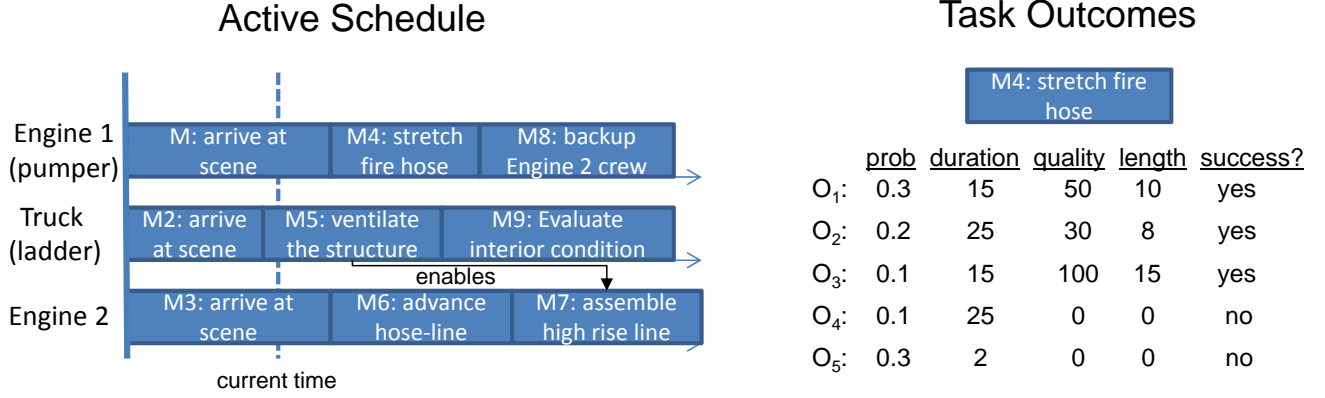 Active Schedule
Engine 1
(pumper)
M: arrive at
scene
M4: stretch
fire hose
M8: backup
Engine 2 crew
Truck
(ladder)
M2: arrive
at scene
M5: ventilate
the structure
M9: Evaluate
interior condition
enables
Engine 2
M3: arrive at
scene
M6: advance
hose-line
M7: assemble
high rise line
current time
Task Outcomes
M4: stretch fire
hose
prob duration quality length success?
O₁: 0.3 15 50 10 yes
O₂: 0.2 25 30 8 yes
O₃: 0.1 15 100 15 yes
O₄: 0.1 25 0 0 no
O₅: 0.3 2 0 0 no